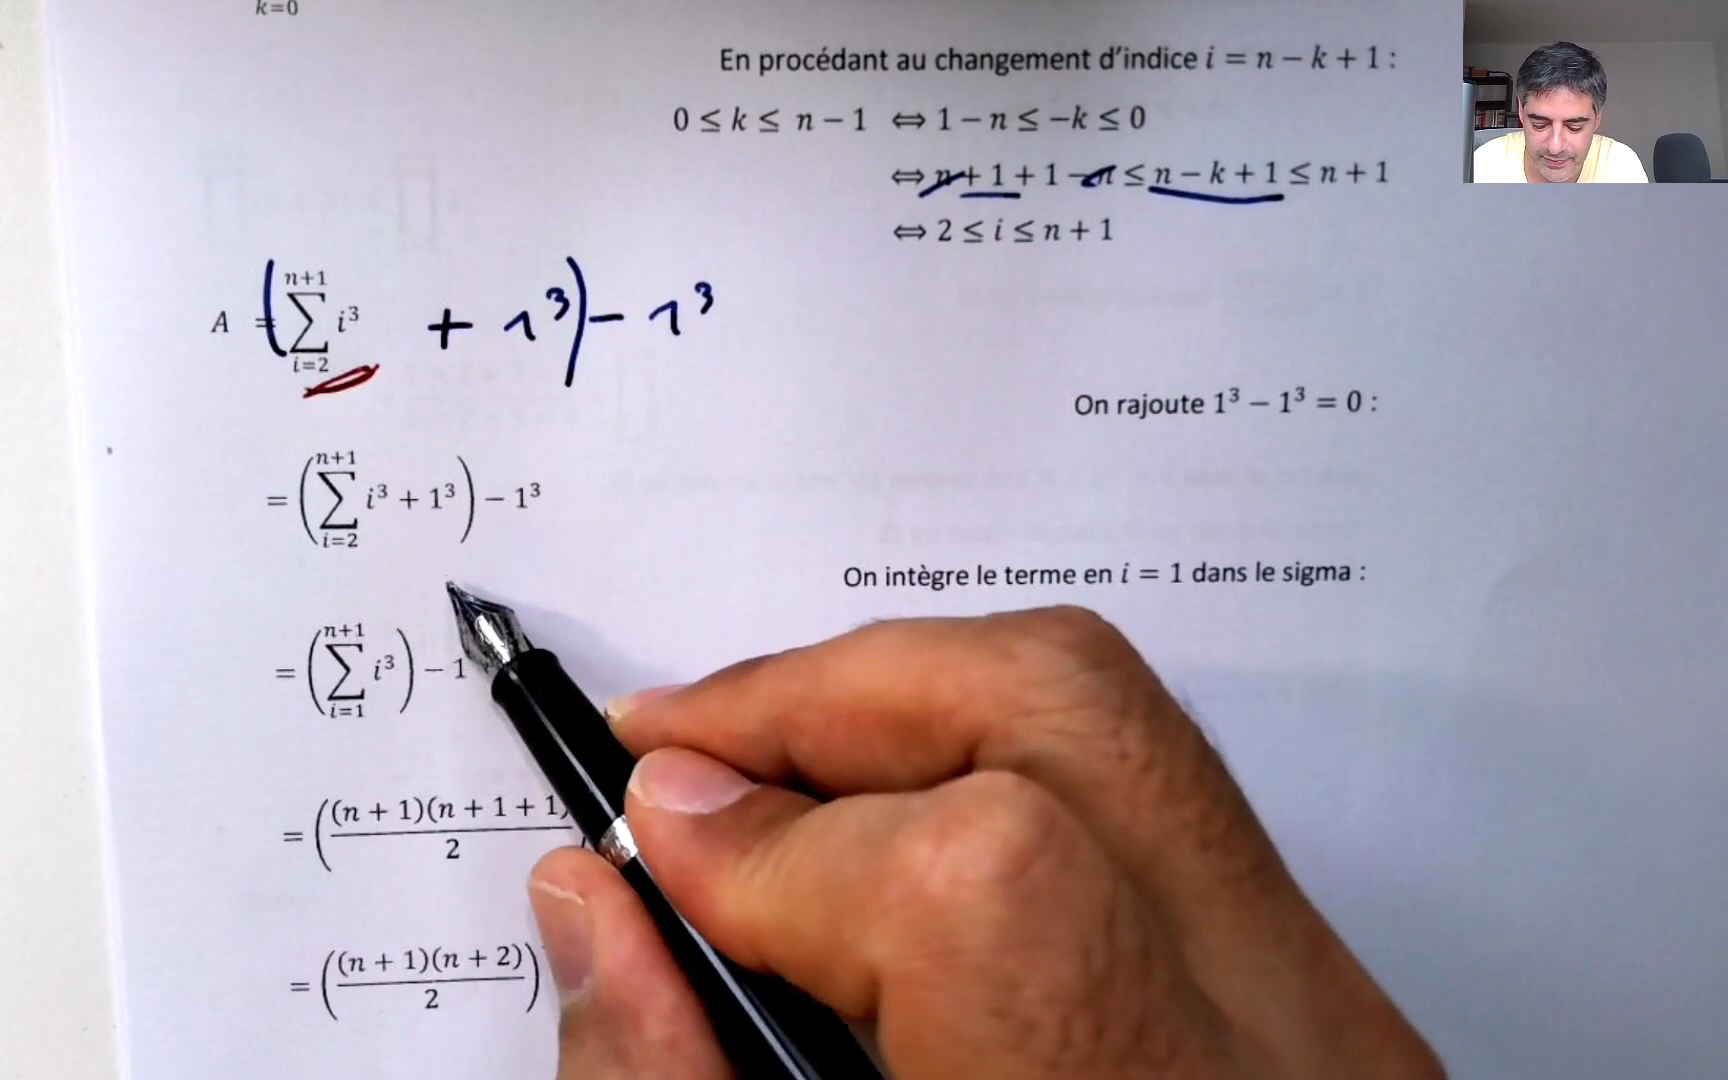 k=0
En procédant au changement d'indice i = n − k + 1 :
0 ≤ k ≤ n − 1 ⟺ 1 − n ≤ −k ≤ 0
⟺ n + 1 + 1 − n ≤ n − k + 1 ≤ n + 1
⟺ 2 ≤ i ≤ n + 1
A = (∑_{i=2}^{n+1} i³ + 1³) − 1³
On rajoute 1³ − 1³ = 0 :
= (∑_{i=2}^{n+1} i³ + 1³) − 1³
On intègre le terme en i = 1 dans le sigma :
= (∑_{i=1}^{n+1} i³) − 1
= ((n + 1)(n + 1 + 1)/2
= ((n + 1)(n + 2)/2)